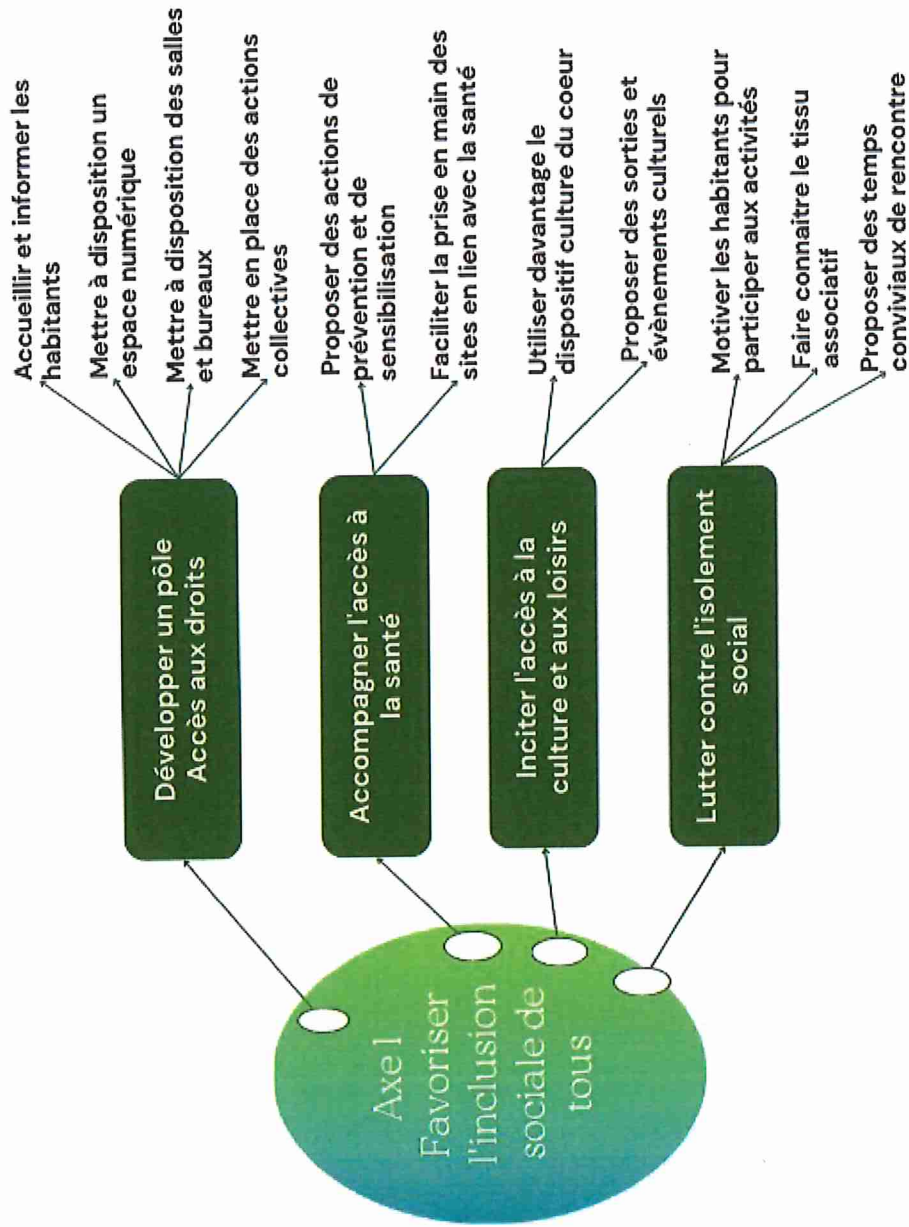 Axe 1
Favoriser
l'inclusion
sociale de
tous
Développer un pôle
Accès aux droits
Accueillir et informer les
habitants
Mettre à disposition un
espace numérique
Mettre à disposition des salles
et bureaux
Mettre en place des actions
collectives
Accompagner l'accès à
la santé
Proposer des actions de
prévention et de
sensibilisation
Faciliter la prise en main des
sites en lien avec la santé
Inciter l'accès à la
culture et aux loisirs
Utiliser davantage le
dispositif culture du coeur
Proposer des sorties et
évènements culturels
Lutter contre l'isolement
social
Motiver les habitants pour
participer aux activités
Faire connaitre le tissu
associatif
Proposer des temps
conviviaux de rencontre